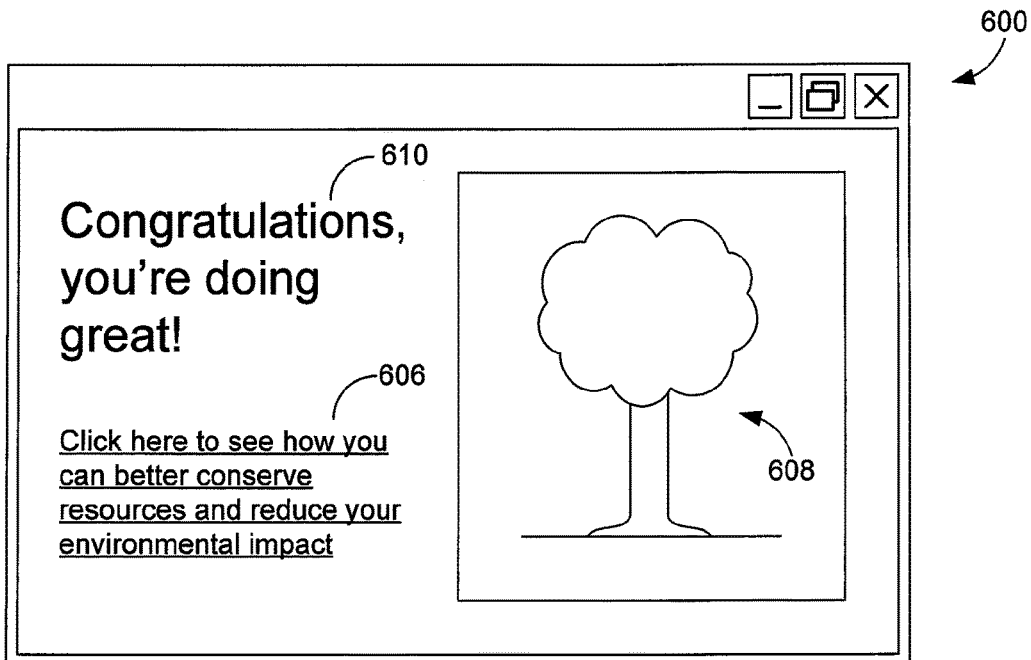 600
610
Congratulations,
you're doing
great!
606
Click here to see how you
can better conserve
resources and reduce your
environmental impact
608